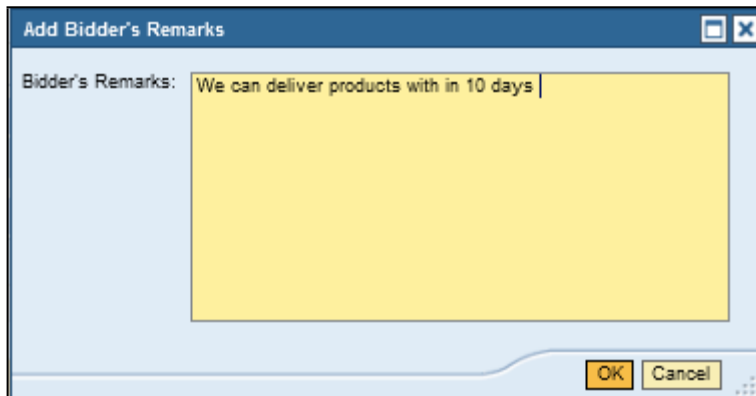 Add Bidder's Remarks
Bidder's Remarks: We can deliver products with in 10 days
OK Cancel